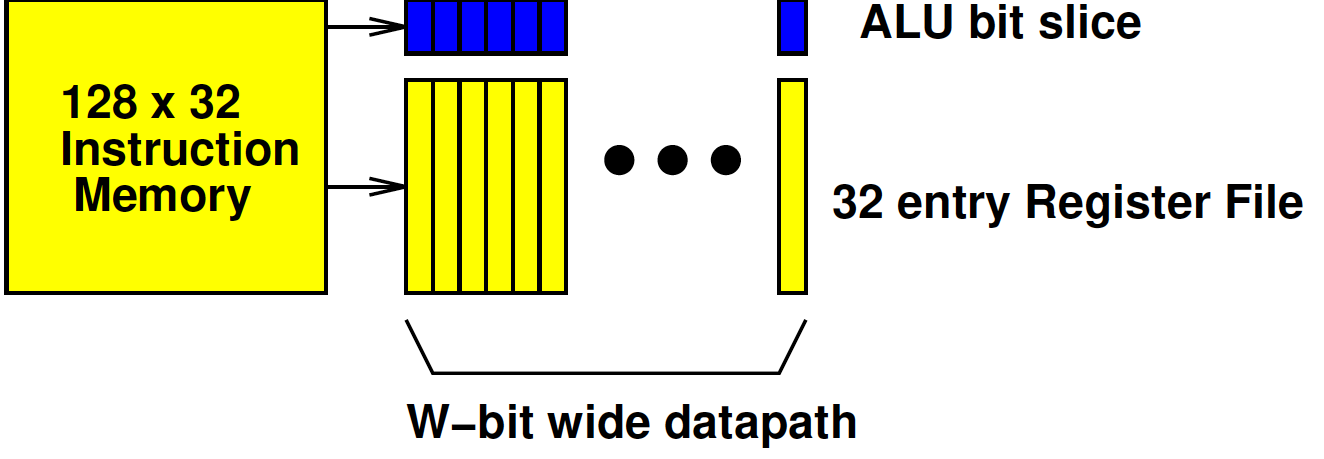 ALU bit slice
128 x 32
Instruction
Memory
32 entry Register File
W–bit wide datapath